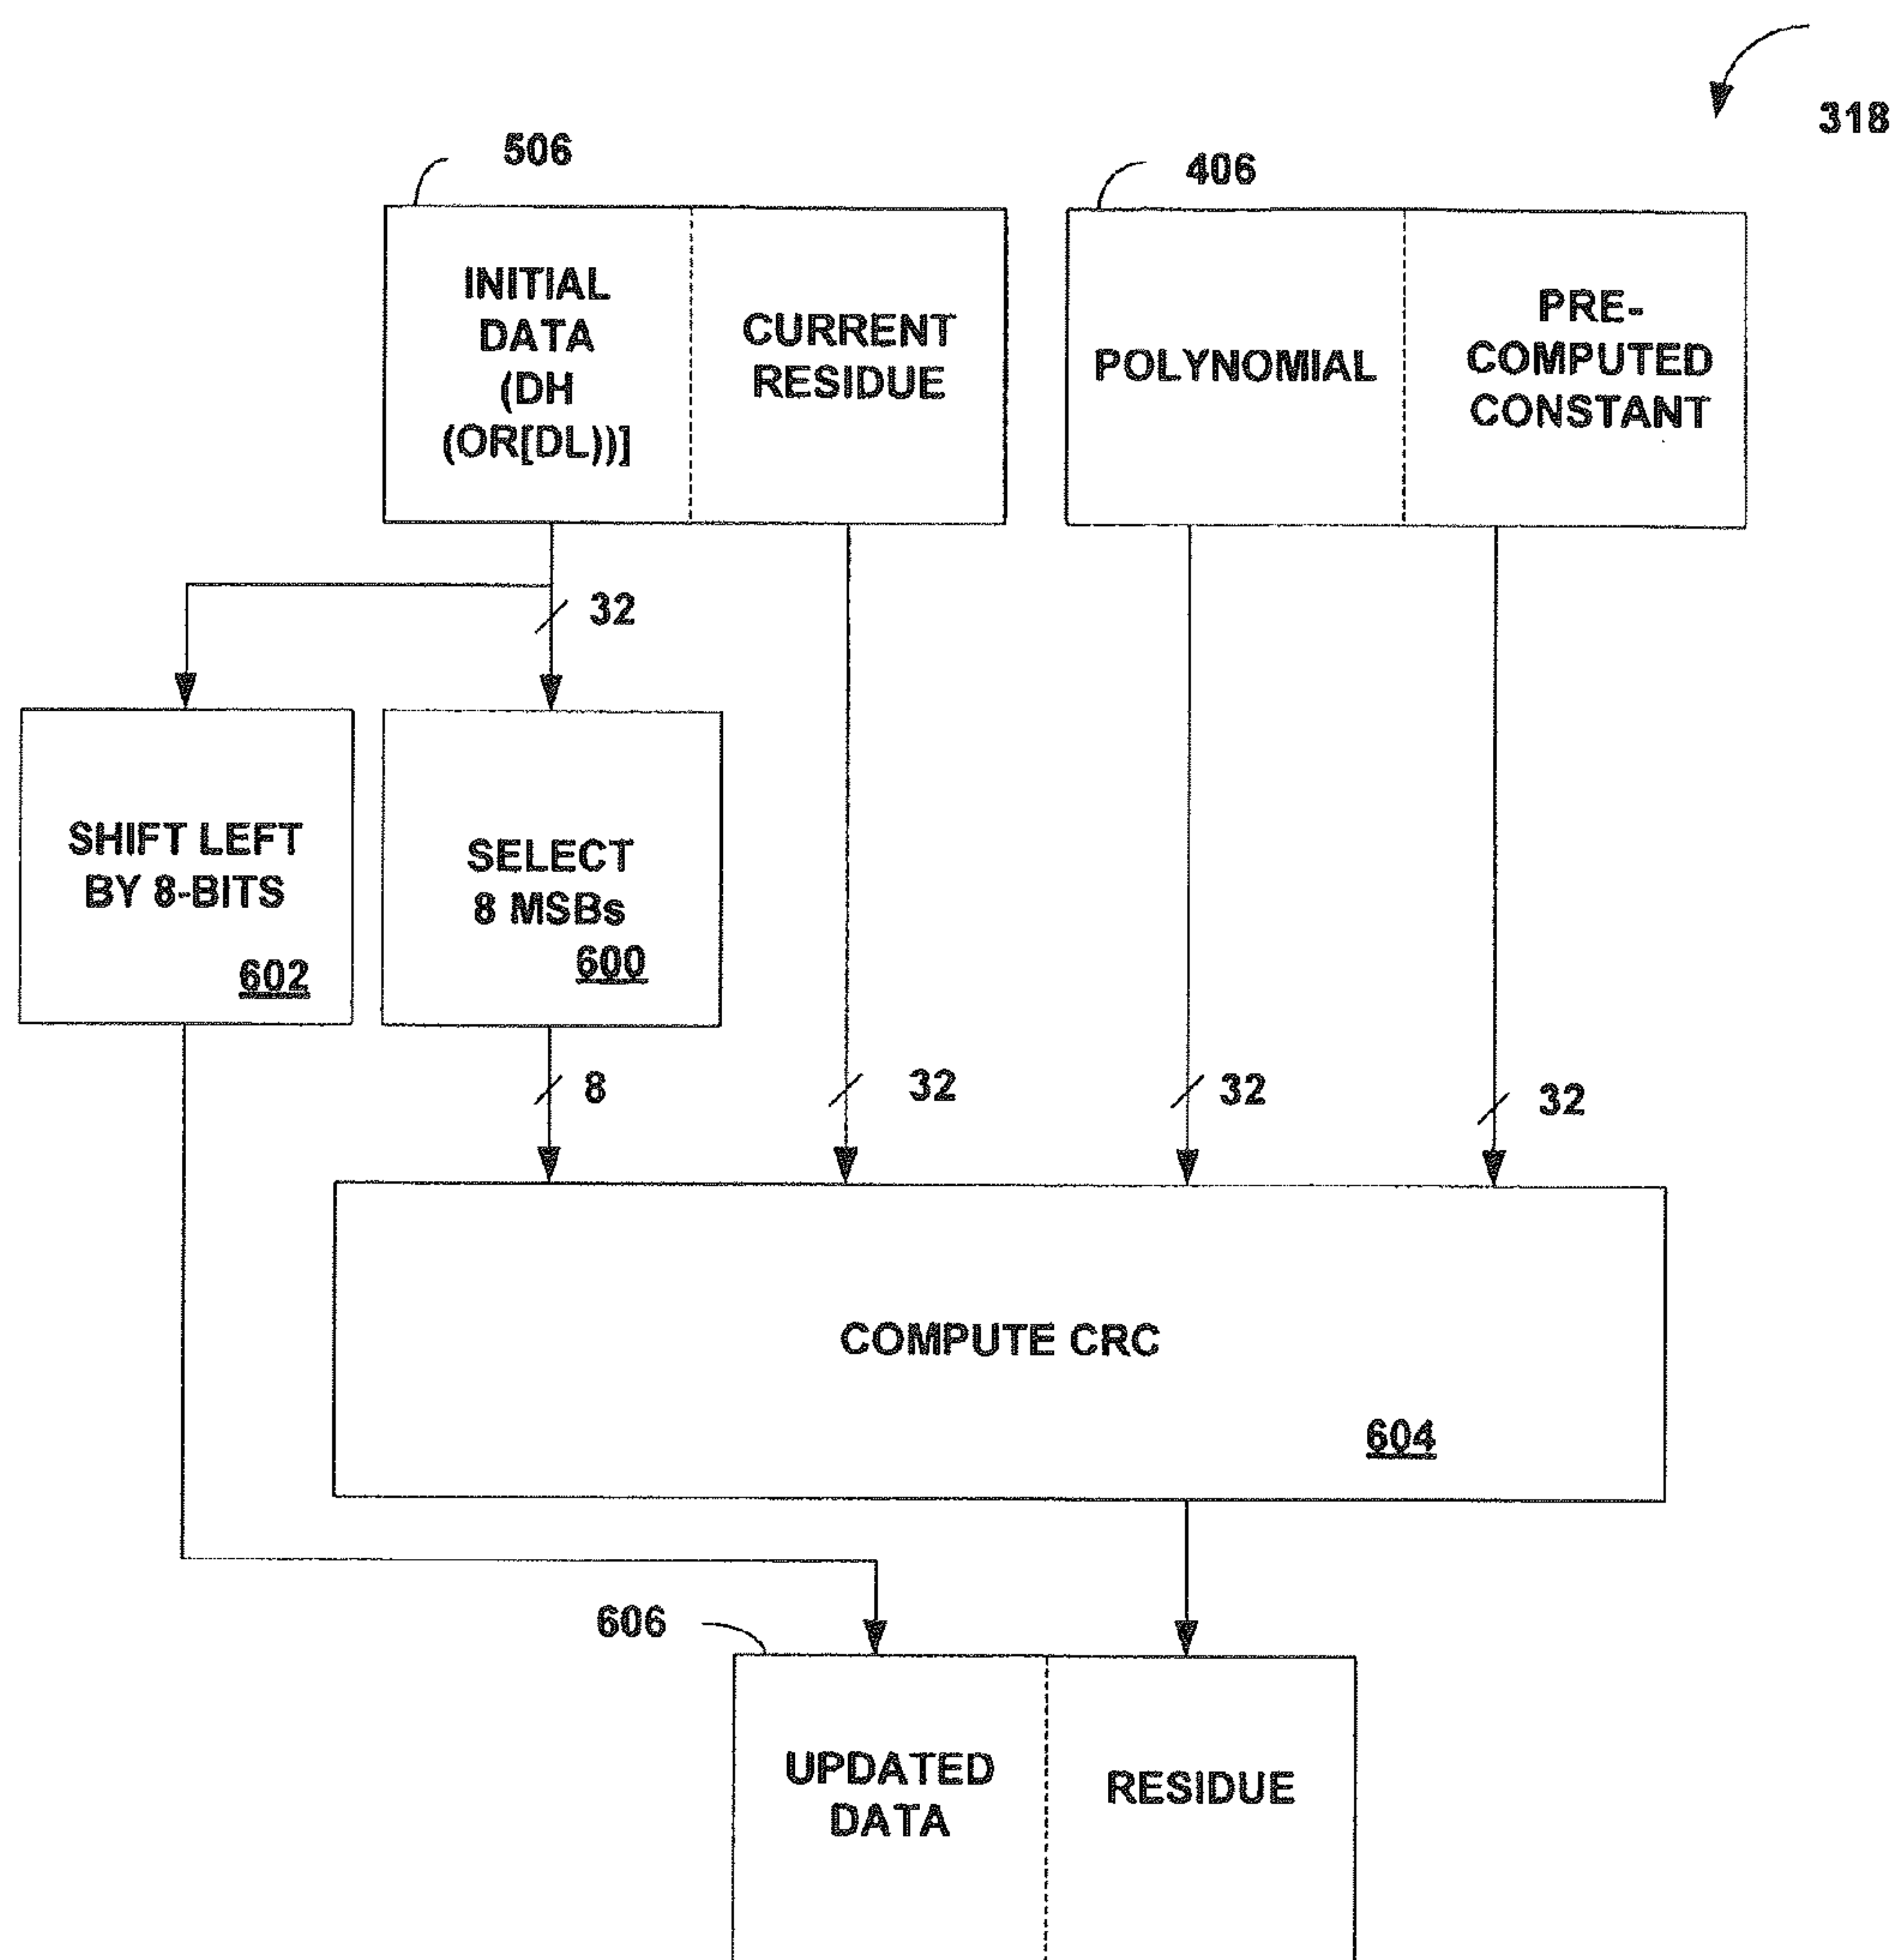 318
506
406
INITIAL
DATA
(DH
(OR[DL))]
CURRENT
RESIDUE
POLYNOMIAL
PRE-
COMPUTED
CONSTANT
32
SHIFT LEFT
BY 8-BITS
602
SELECT
8 MSBs
600
8
32
32
32
COMPUTE CRC
604
606
UPDATED
DATA
RESIDUE